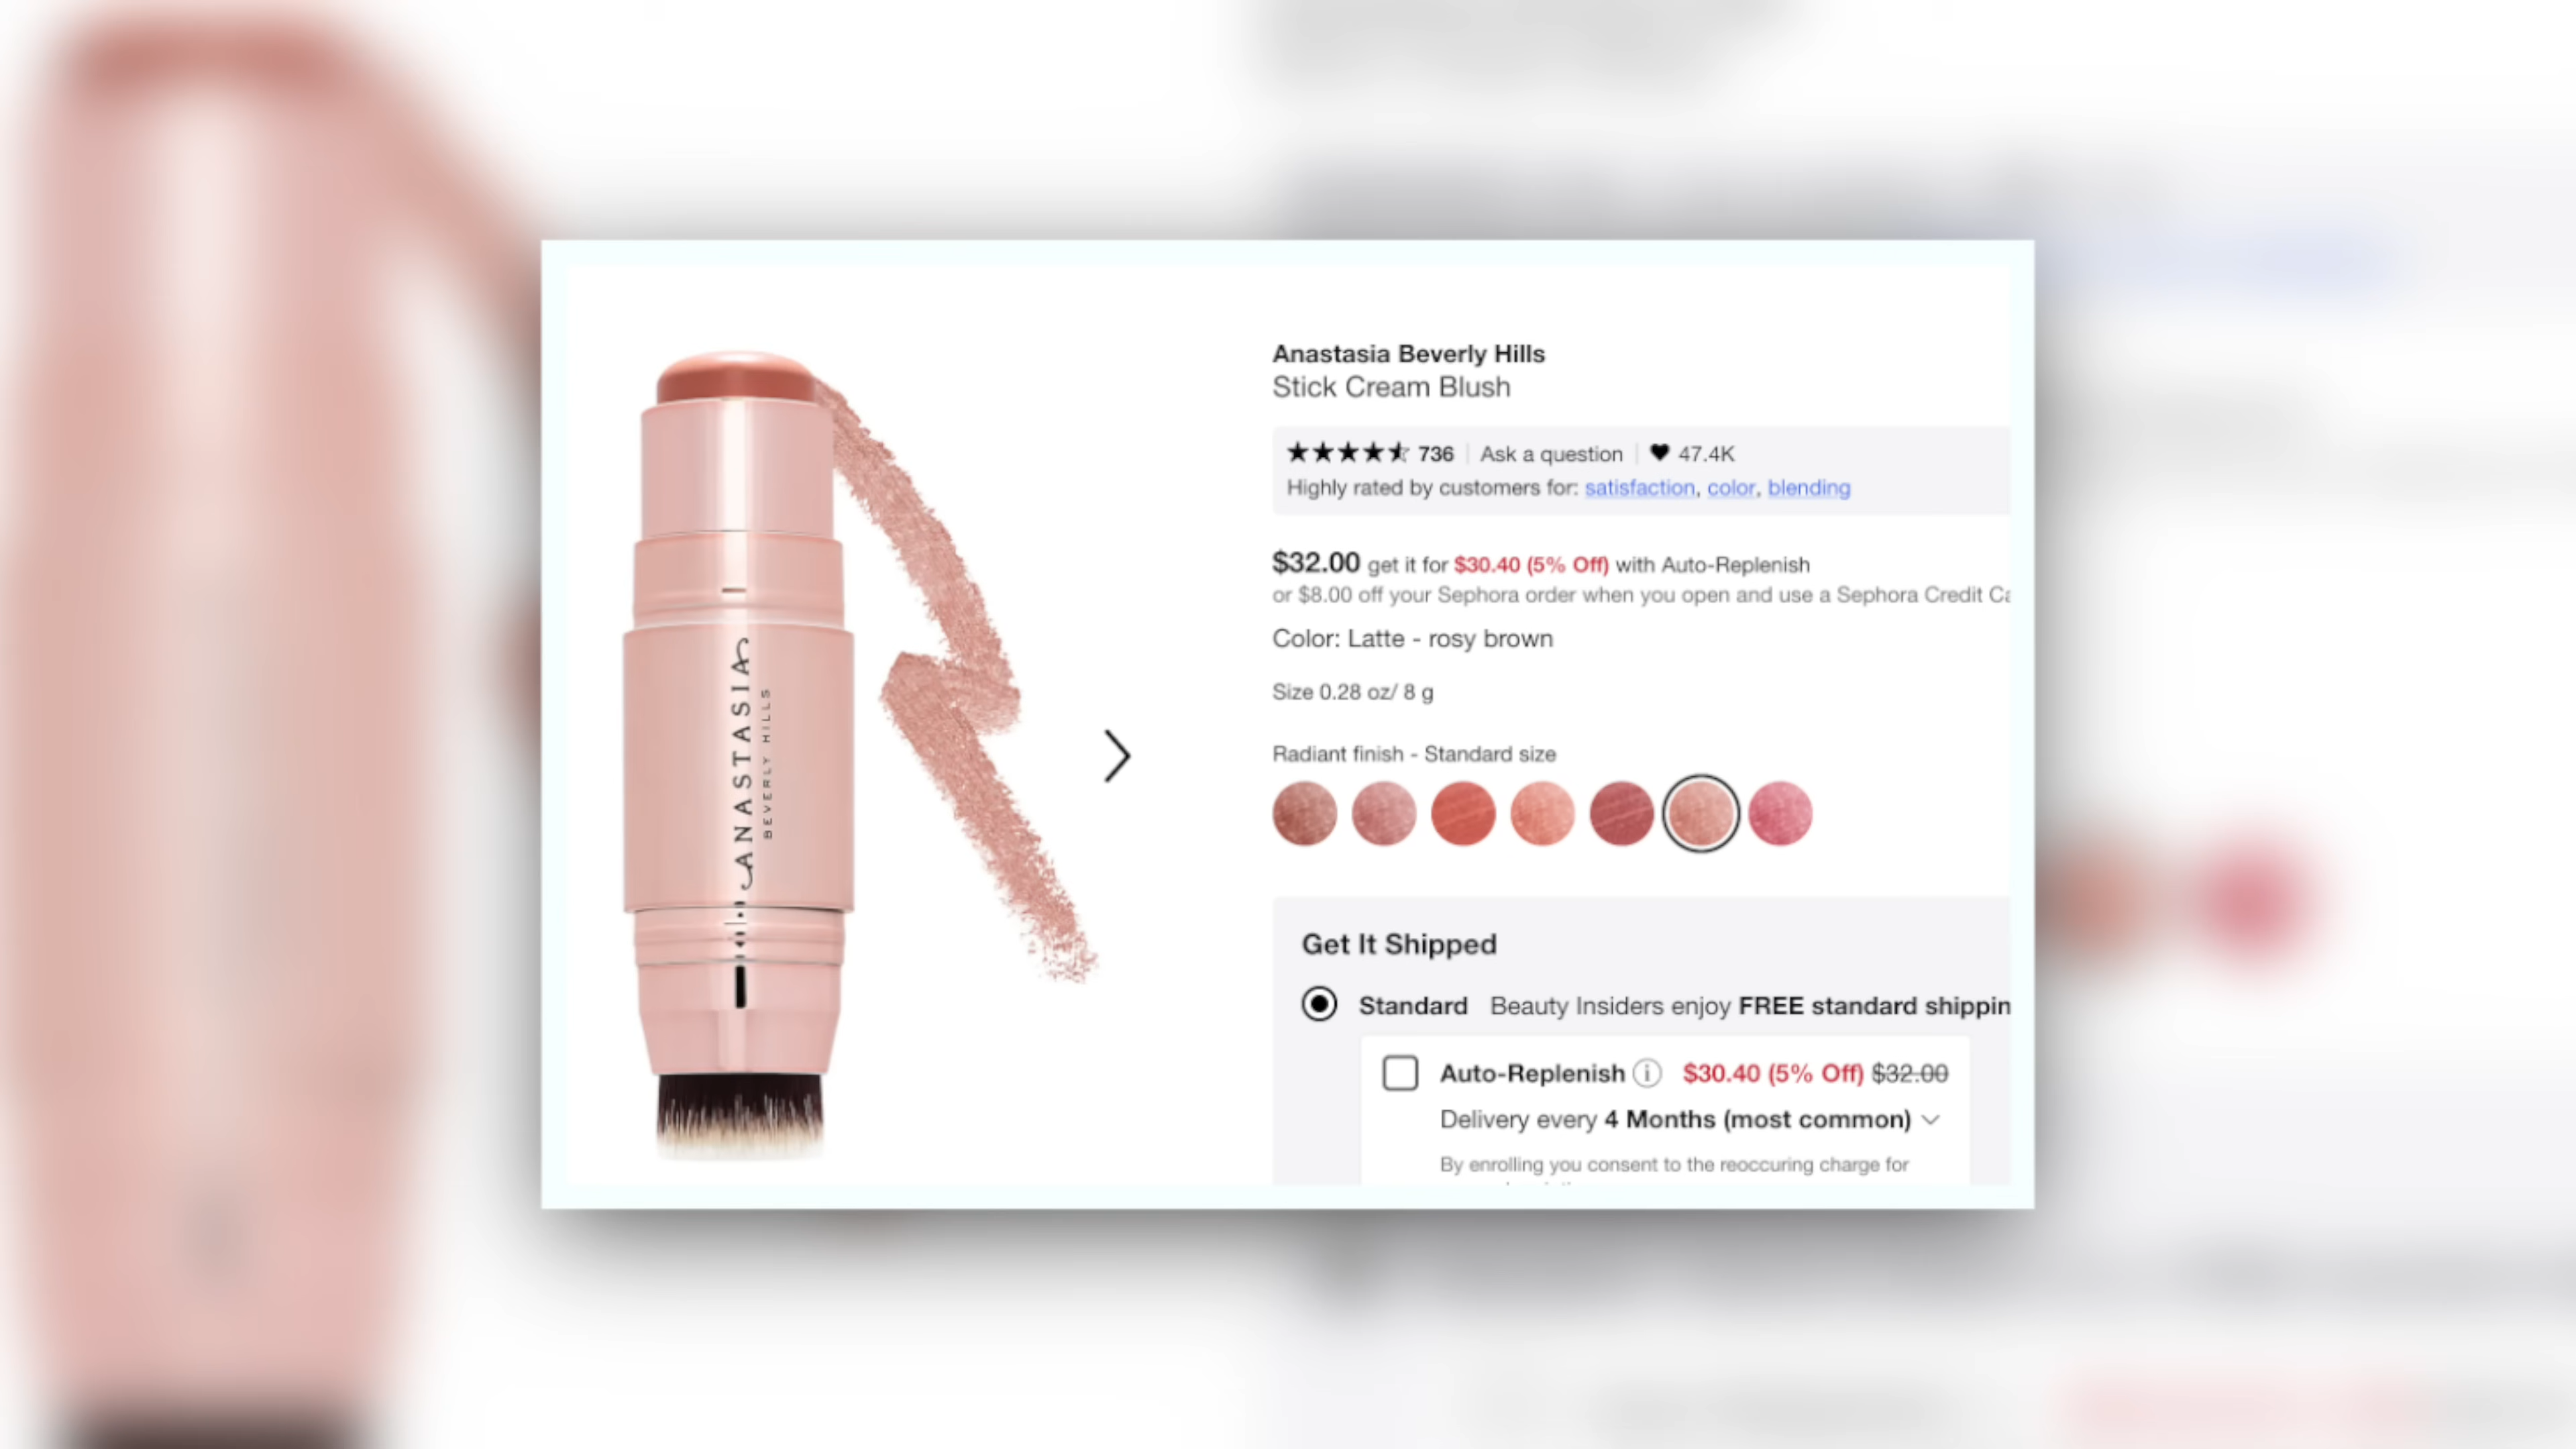 ANASTASIA
BEVERLY HILLS
Anastasia Beverly Hills
Stick Cream Blush
736 Ask a question 47.4K
Highly rated by customers for: satisfaction, color, blending
$32.00 get it for $30.40 (5% Off) with Auto-Replenish
or $8.00 off your Sephora order when you open and use a Sephora Credit Ca
Color: Latte - rosy brown
Size 0.28 oz/ 8 g
Radiant finish - Standard size
Get It Shipped
Standard Beauty Insiders enjoy FREE standard shippin
Auto-Replenish $30.40 (5% Off) $32.00
Delivery every 4 Months (most common)
By enrolling you consent to the reoccuring charge for